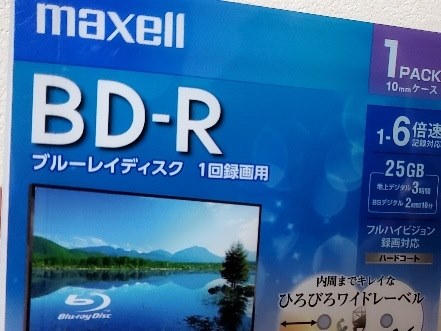 maxell
1 PACK
10mmケース
BD-R
ブルーレイディスク 1回録画用
1-6倍速
記録対応
25GB
地上デジタル 3時間
BSデジタル 2時間10分
フルハイビジョン
録画対応
ハードコート
内周までキレイな
ひろびろワイドレーベル
Blu-ray Disc